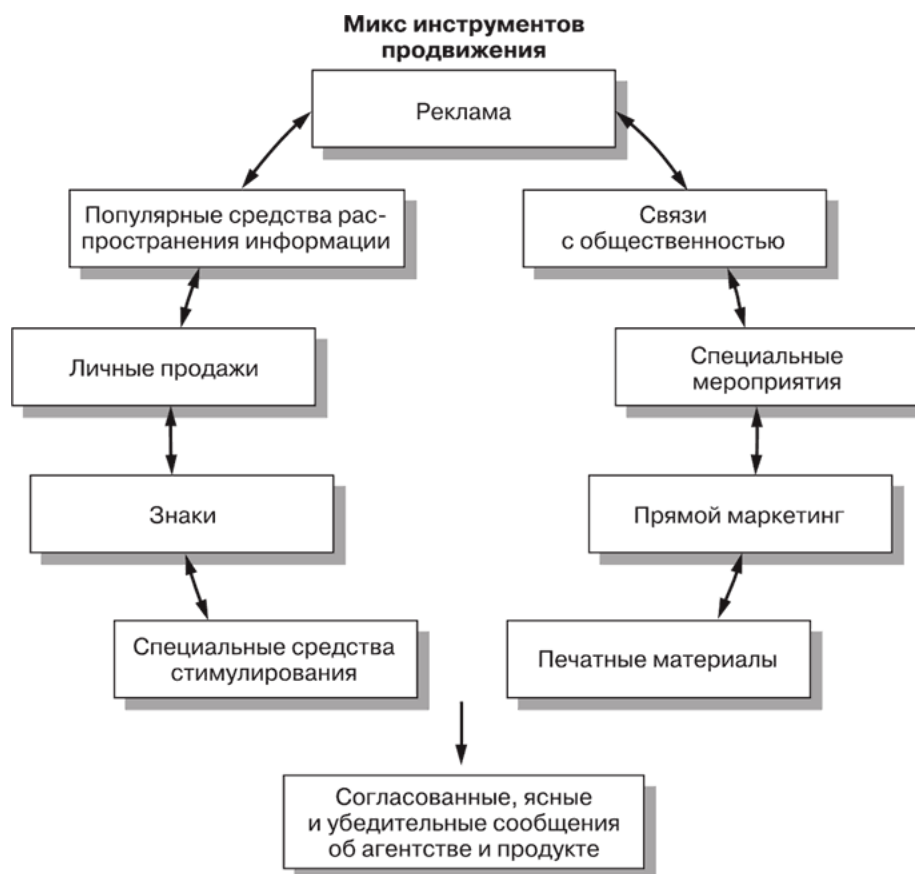 Микс инструментов
продвижения
Реклама
Популярные средства рас-
пространения информации
Связи
с общественностью
Личные продажи
Специальные
мероприятия
Знаки
Прямой маркетинг
Специальные средства
стимулирования
Печатные материалы
Согласованные, ясные
и убедительные сообщения
об агентстве и продукте